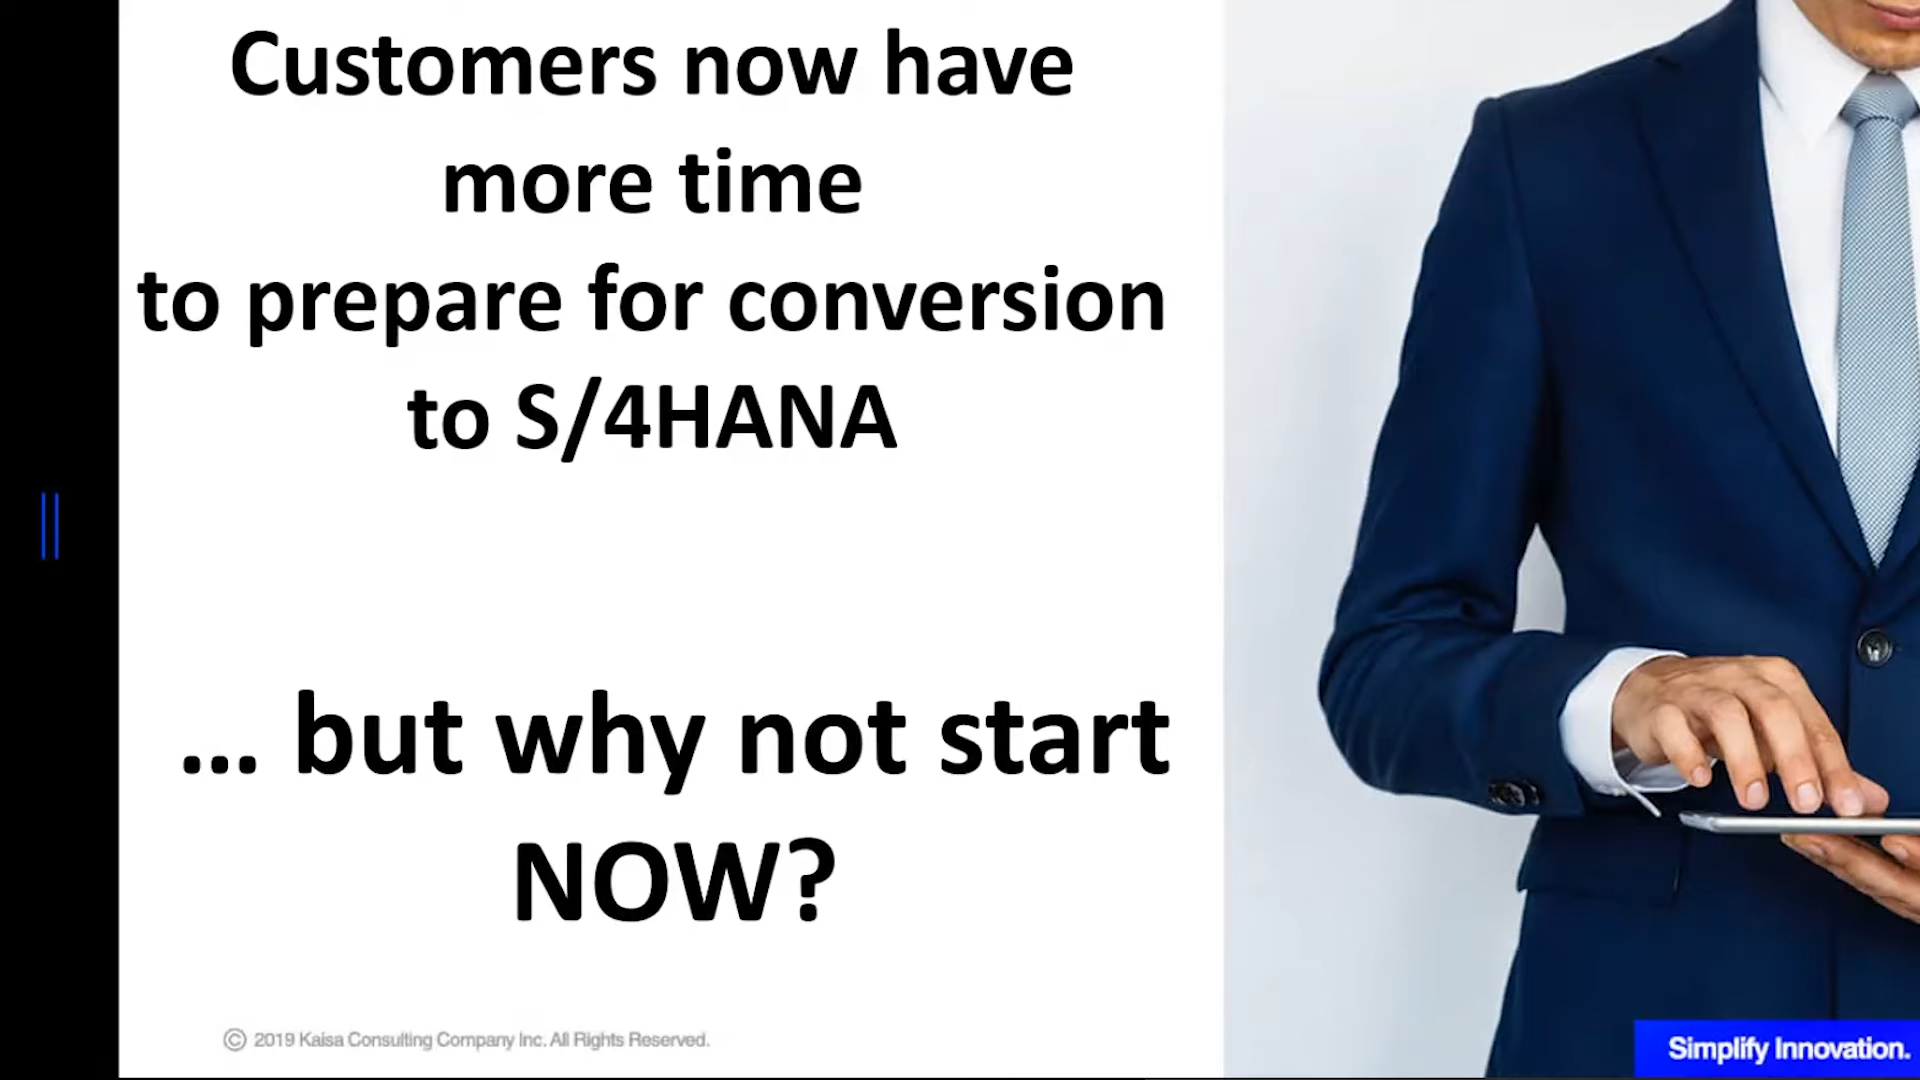 Customers now have
more time
to prepare for conversion
to S/4HANA
... but why not start
NOW?
© 2019 Kaisa Consulting Company Inc. All Rights Reserved.
Simplify Innovation.